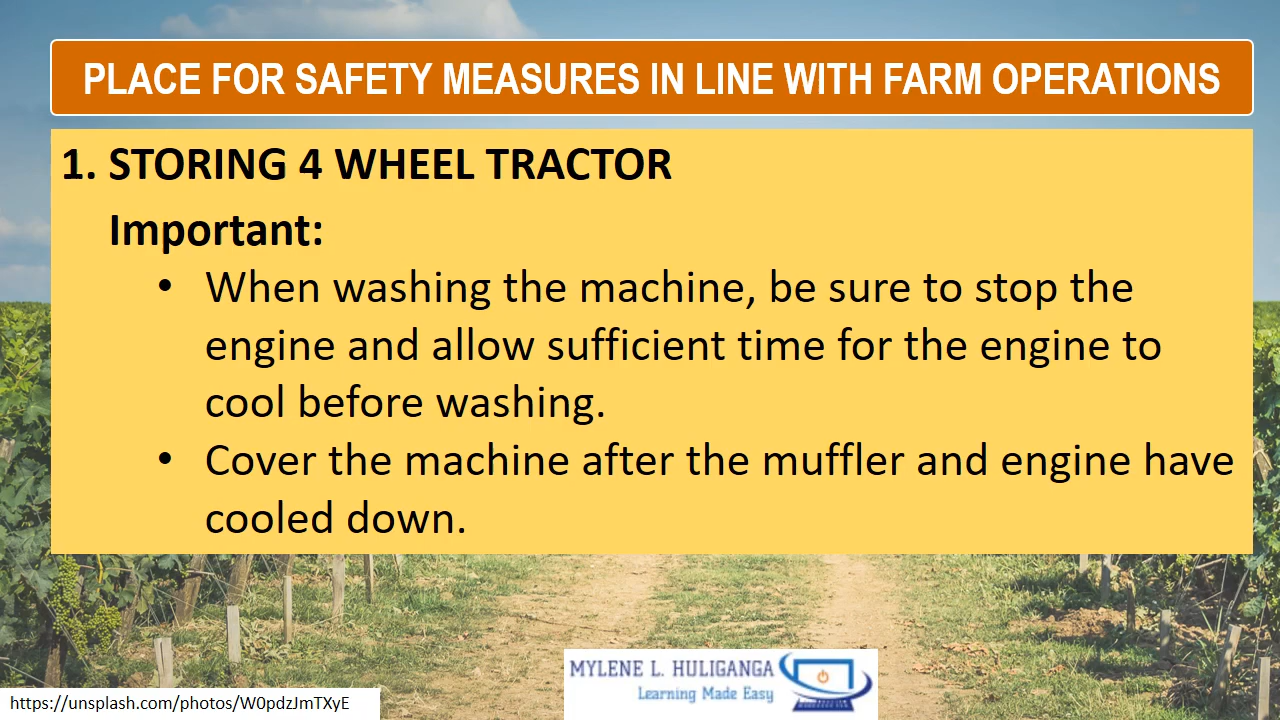 PLACE FOR SAFETY MEASURES IN LINE WITH FARM OPERATIONS
1. STORING 4 WHEEL TRACTOR
Important:
• When washing the machine, be sure to stop the
engine and allow sufficient time for the engine to
cool before washing.
• Cover the machine after the muffler and engine have
cooled down.
MYLENE L. HULIGANGA
Learning Made Easy
https://unsplash.com/photos/W0pdzJmTXyE